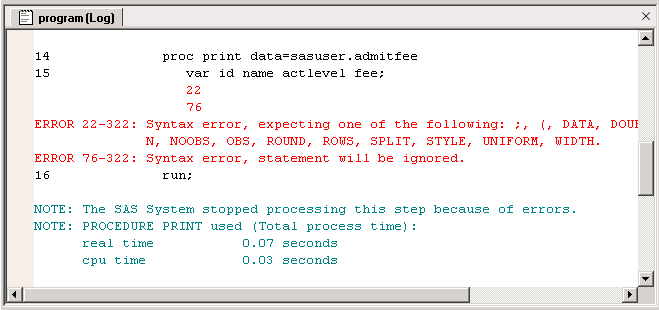 program (Log)
14 proc print data=sasuser.admitfee
15 var id name actlevel fee;
22
76
ERROR 22-322: Syntax error, expecting one of the following: ;, (, DATA, DOUB
N, NOOBS, OBS, ROUND, ROWS, SPLIT, STYLE, UNIFORM, WIDTH.
ERROR 76-322: Syntax error, statement will be ignored.
16 run;
NOTE: The SAS System stopped processing this step because of errors.
NOTE: PROCEDURE PRINT used (Total process time):
real time 0.07 seconds
cpu time 0.03 seconds